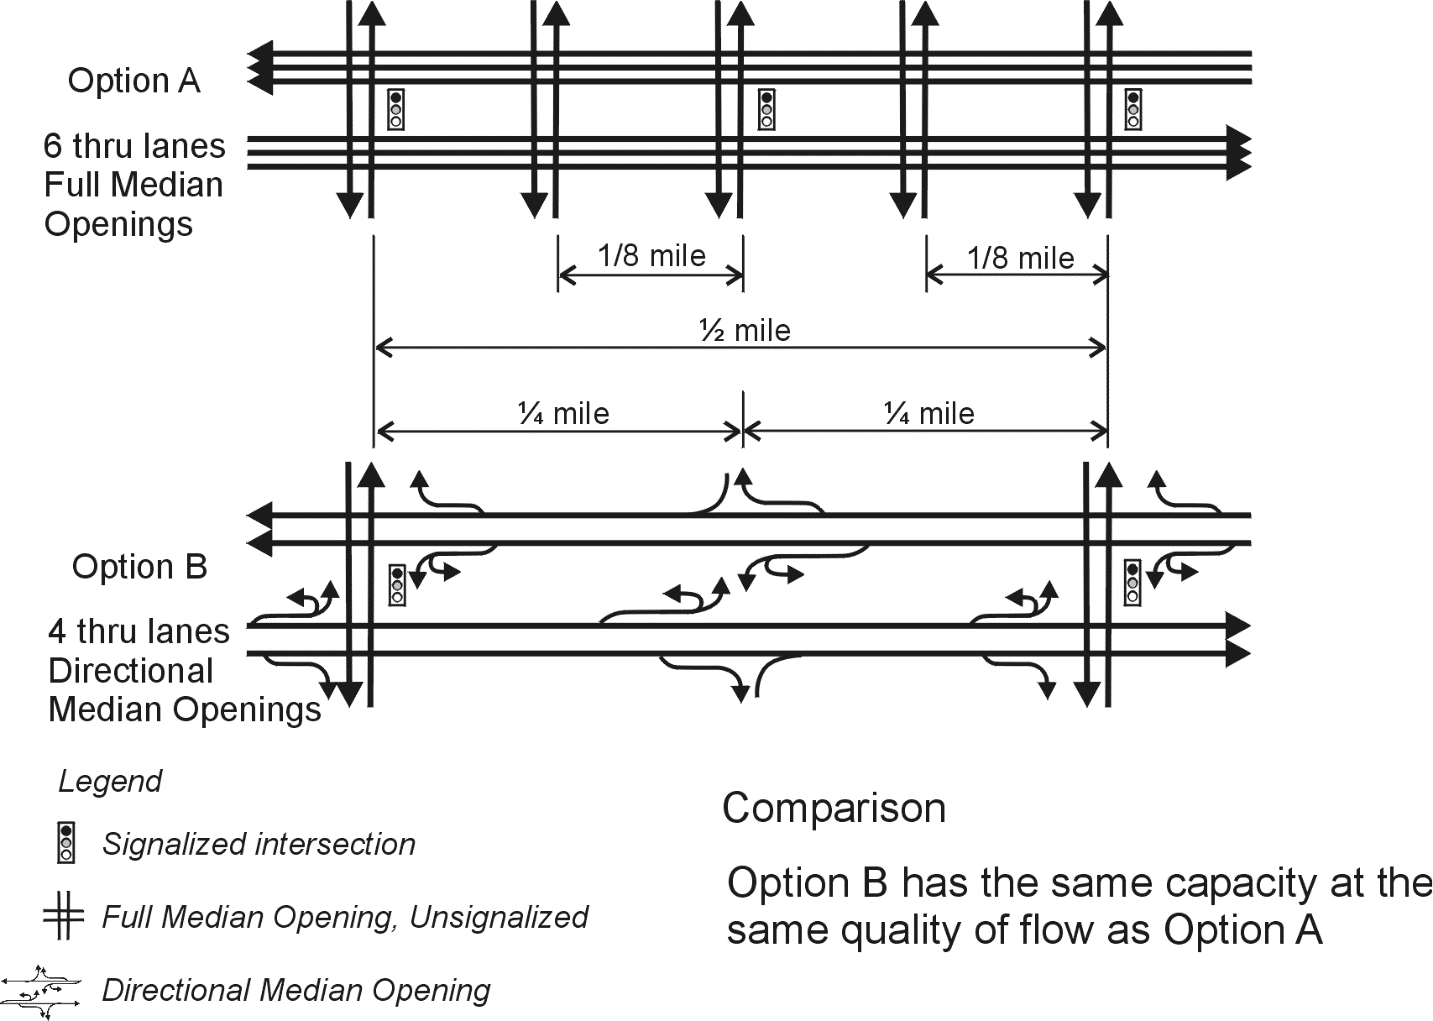 Option A
6 thru lanes
Full Median
Openings
1/8 mile
1/8 mile
½ mile
¼ mile
¼ mile
Option B
4 thru lanes
Directional
Median Openings
Legend
Signalized intersection
Full Median Opening, Unsignalized
Directional Median Opening
Comparison
Option B has the same capacity at the
same quality of flow as Option A